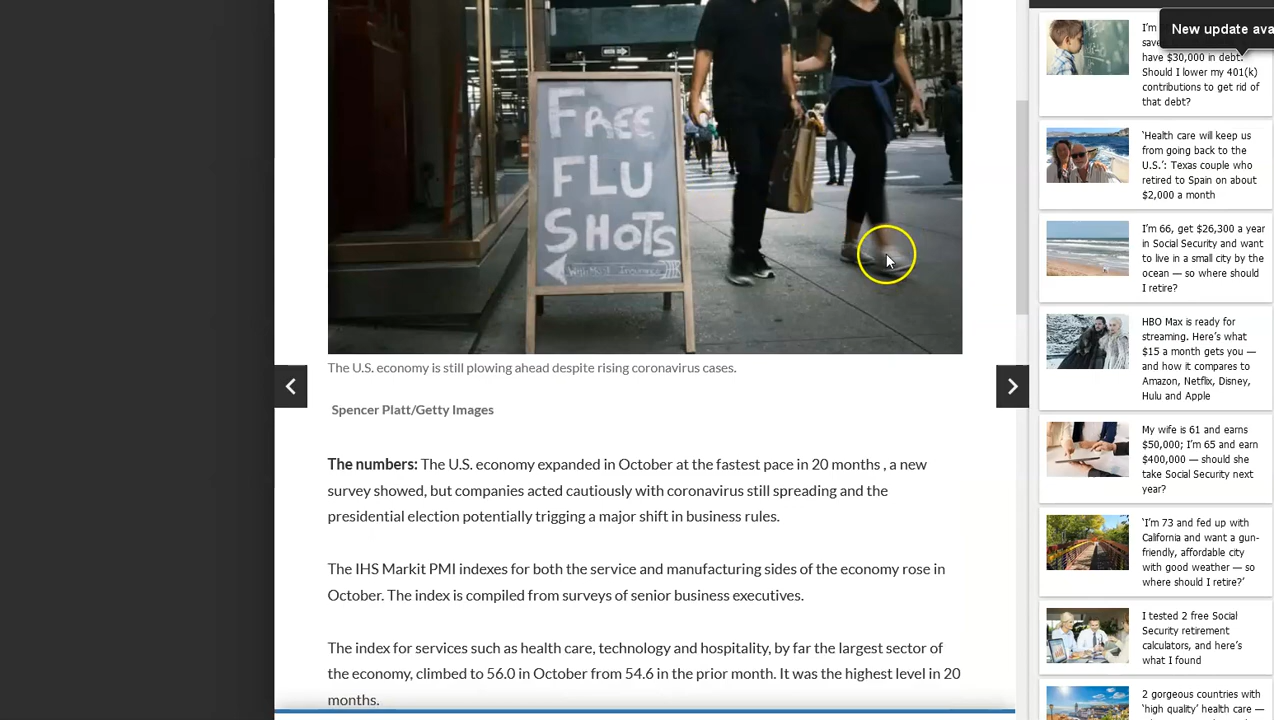 FREE
FLU
SHOTS
With Most Insurance
The U.S. economy is still plowing ahead despite rising coronavirus cases.
Spencer Platt/Getty Images
The numbers: The U.S. economy expanded in October at the fastest pace in 20 months , a new
survey showed, but companies acted cautiously with coronavirus still spreading and the
presidential election potentially trigging a major shift in business rules.
The IHS Markit PMI indexes for both the service and manufacturing sides of the economy rose in
October. The index is compiled from surveys of senior business executives.
The index for services such as health care, technology and hospitality, by far the largest sector of
the economy, climbed to 56.0 in October from 54.6 in the prior month. It was the highest level in 20
months.
New update ava
I'm
save
have $30,000 in debt.
Should I lower my 401(k)
contributions to get rid of
that debt?
'Health care will keep us
from going back to the
U.S.': Texas couple who
retired to Spain on about
$2,000 a month
I'm 66, get $26,300 a year
in Social Security and want
to live in a small city by the
ocean — so where should
I retire?
HBO Max is ready for
streaming. Here's what
$15 a month gets you —
and how it compares to
Amazon, Netflix, Disney,
Hulu and Apple
My wife is 61 and earns
$50,000; I'm 65 and earn
$400,000 — should she
take Social Security next
year?
'I'm 73 and fed up with
California and want a gun-
friendly, affordable city
with good weather — so
where should I retire?'
I tested 2 free Social
Security retirement
calculators, and here's
what I found
2 gorgeous countries with
'high quality' health care —